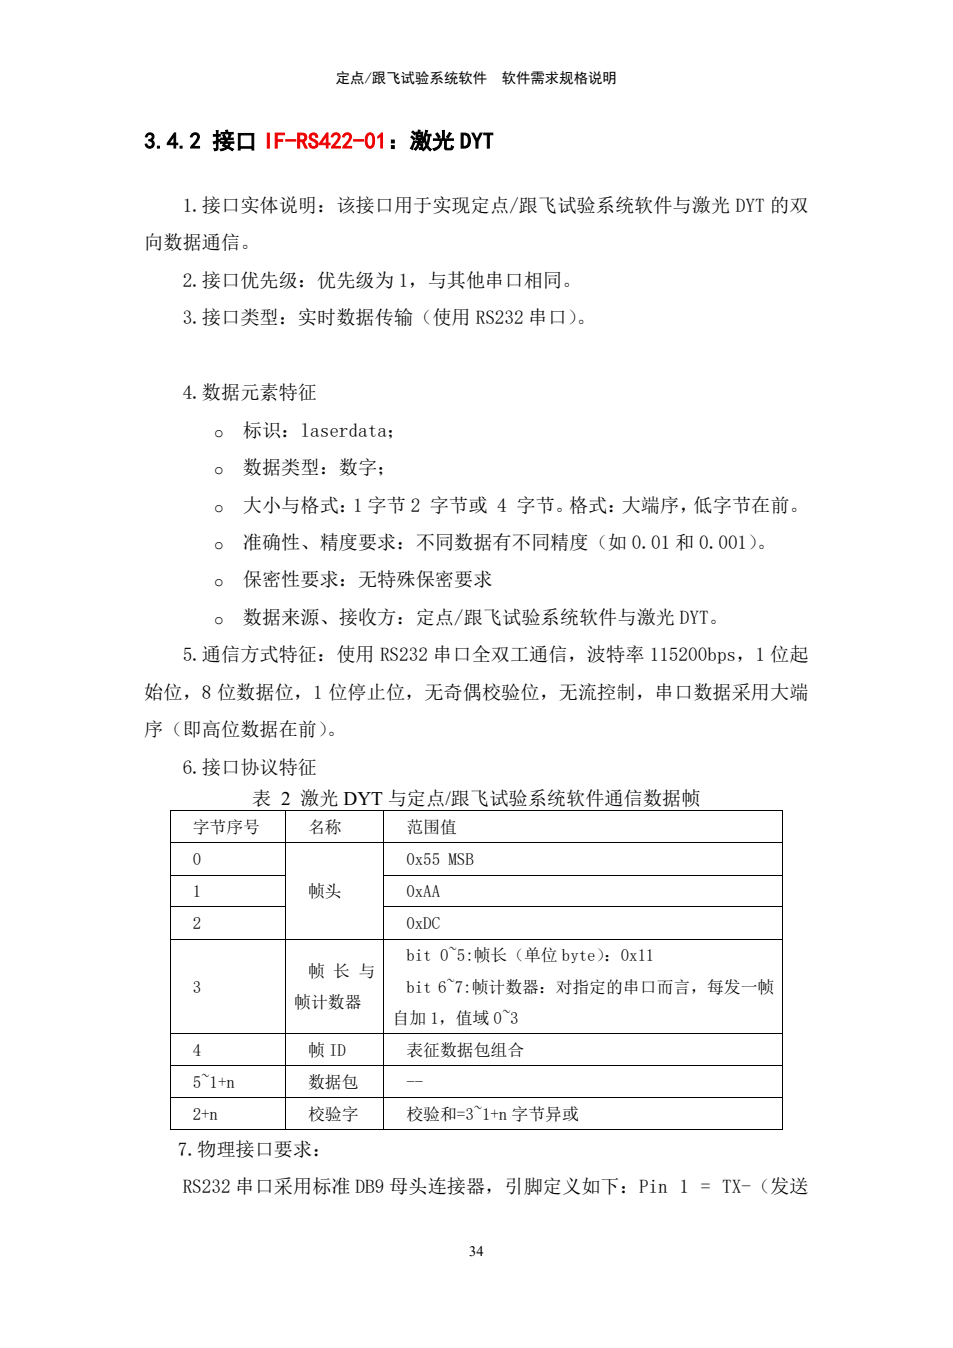 定点/跟飞试验系统软件 软件需求规格说明
3.4.2 接口 IF-RS422-01：激光 DYT
1.接口实体说明：该接口用于实现定点/跟飞试验系统软件与激光 DYT 的双
向数据通信。
2.接口优先级：优先级为 1，与其他串口相同。
3.接口类型：实时数据传输（使用 RS232 串口）。
4.数据元素特征
o 标识：laserdata；
o 数据类型：数字；
o 大小与格式：1 字节 2 字节或 4 字节。格式：大端序，低字节在前。
o 准确性、精度要求：不同数据有不同精度（如 0.01 和 0.001）。
o 保密性要求：无特殊保密要求
o 数据来源、接收方：定点/跟飞试验系统软件与激光 DYT。
5.通信方式特征：使用 RS232 串口全双工通信，波特率 115200bps，1 位起
始位，8 位数据位，1 位停止位，无奇偶校验位，无流控制，串口数据采用大端
序（即高位数据在前）。
6.接口协议特征
表 2 激光 DYT 与定点/跟飞试验系统软件通信数据帧
字节序号 名称 范围值
0 0x55 MSB
1 帧头 0xAA
2 0xDC
3 帧长与帧计数器 bit 0~5:帧长（单位 byte）：0x11
bit 6~7:帧计数器：对指定的串口而言，每发一帧
自加 1，值域 0~3
4 帧 ID 表征数据包组合
5~1+n 数据包 --
2+n 校验字 校验和=3~1+n 字节异或
7.物理接口要求：
RS232 串口采用标准 DB9 母头连接器，引脚定义如下：Pin 1 = TX-（发送
34